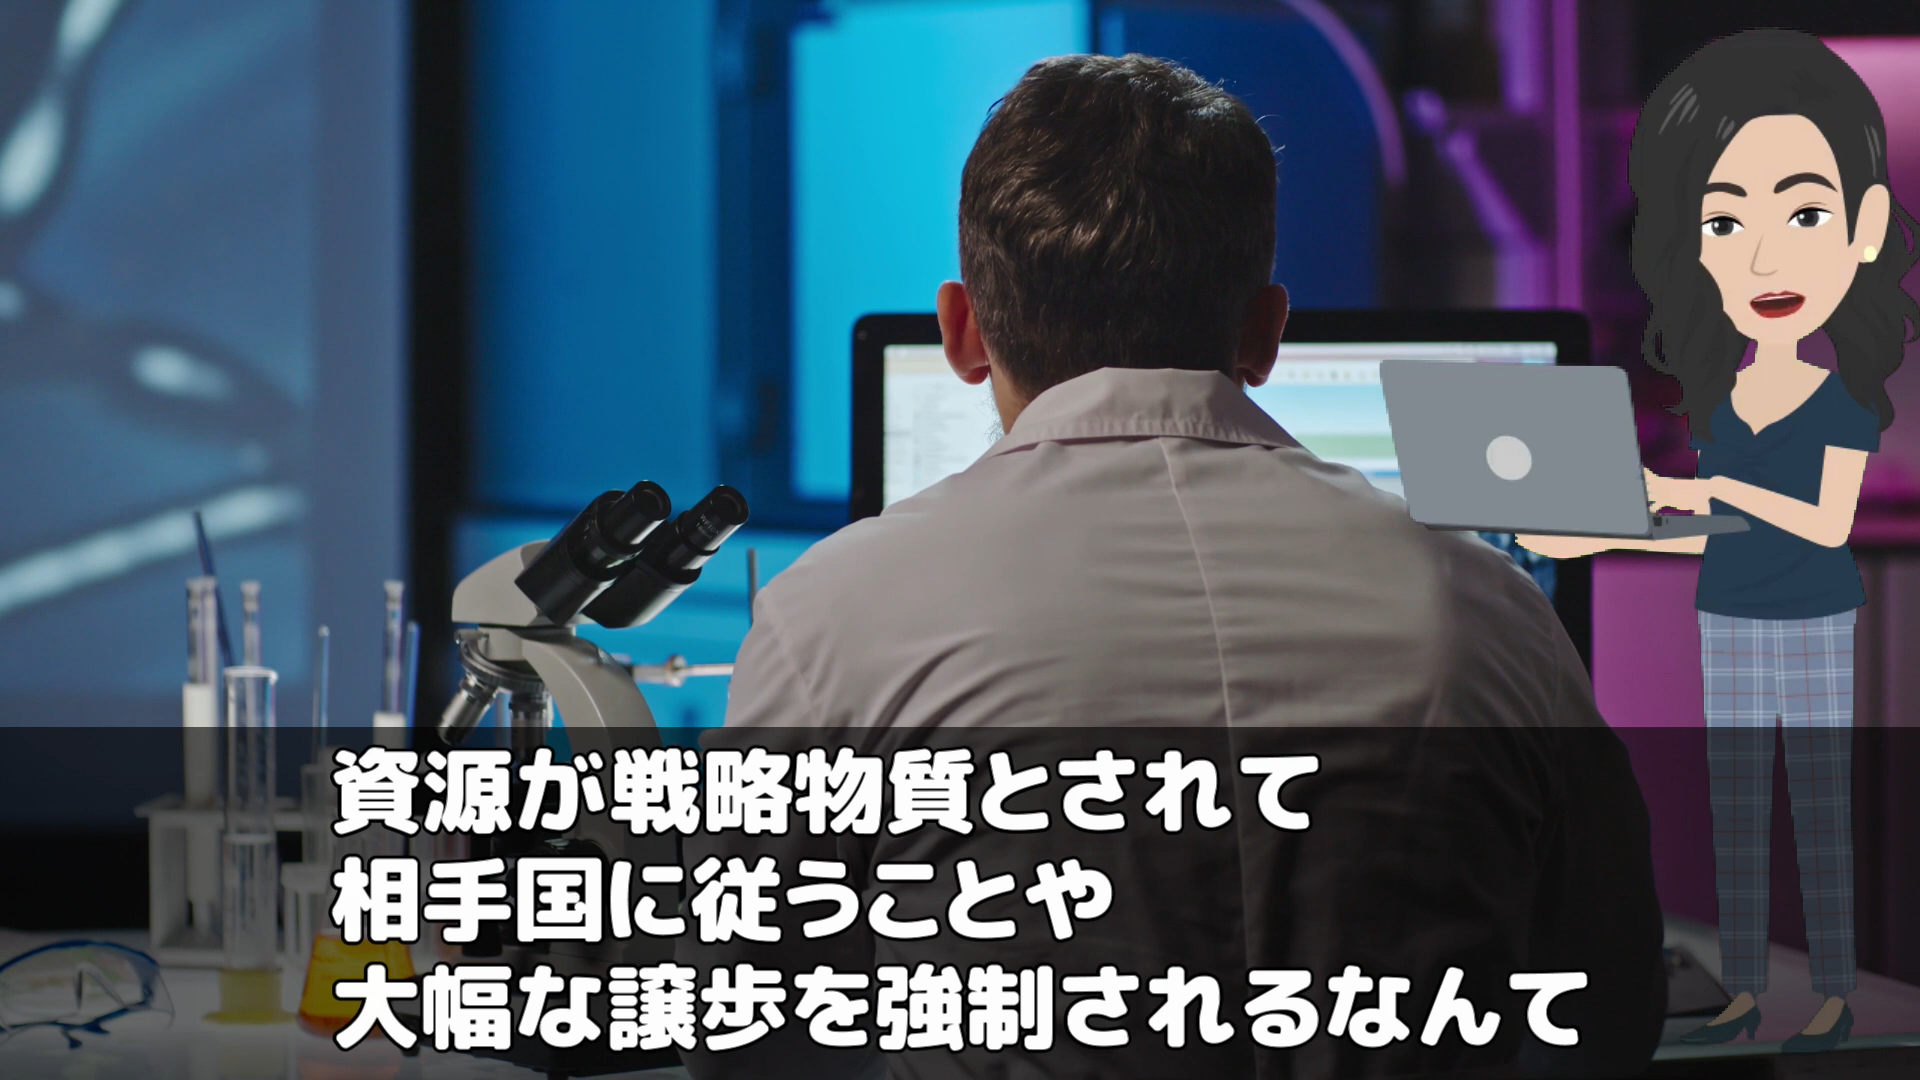 資源が戦略物質とされて
相手国に従うことや
大幅な譲歩を強制されるなんて